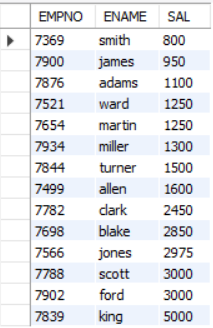 EMPNO ENAME SAL
7369 smith 800
7900 james 950
7876 adams 1100
7521 ward 1250
7654 martin 1250
7934 miller 1300
7844 turner 1500
7499 allen 1600
7782 clark 2450
7698 blake 2850
7566 jones 2975
7788 scott 3000
7902 ford 3000
7839 king 5000